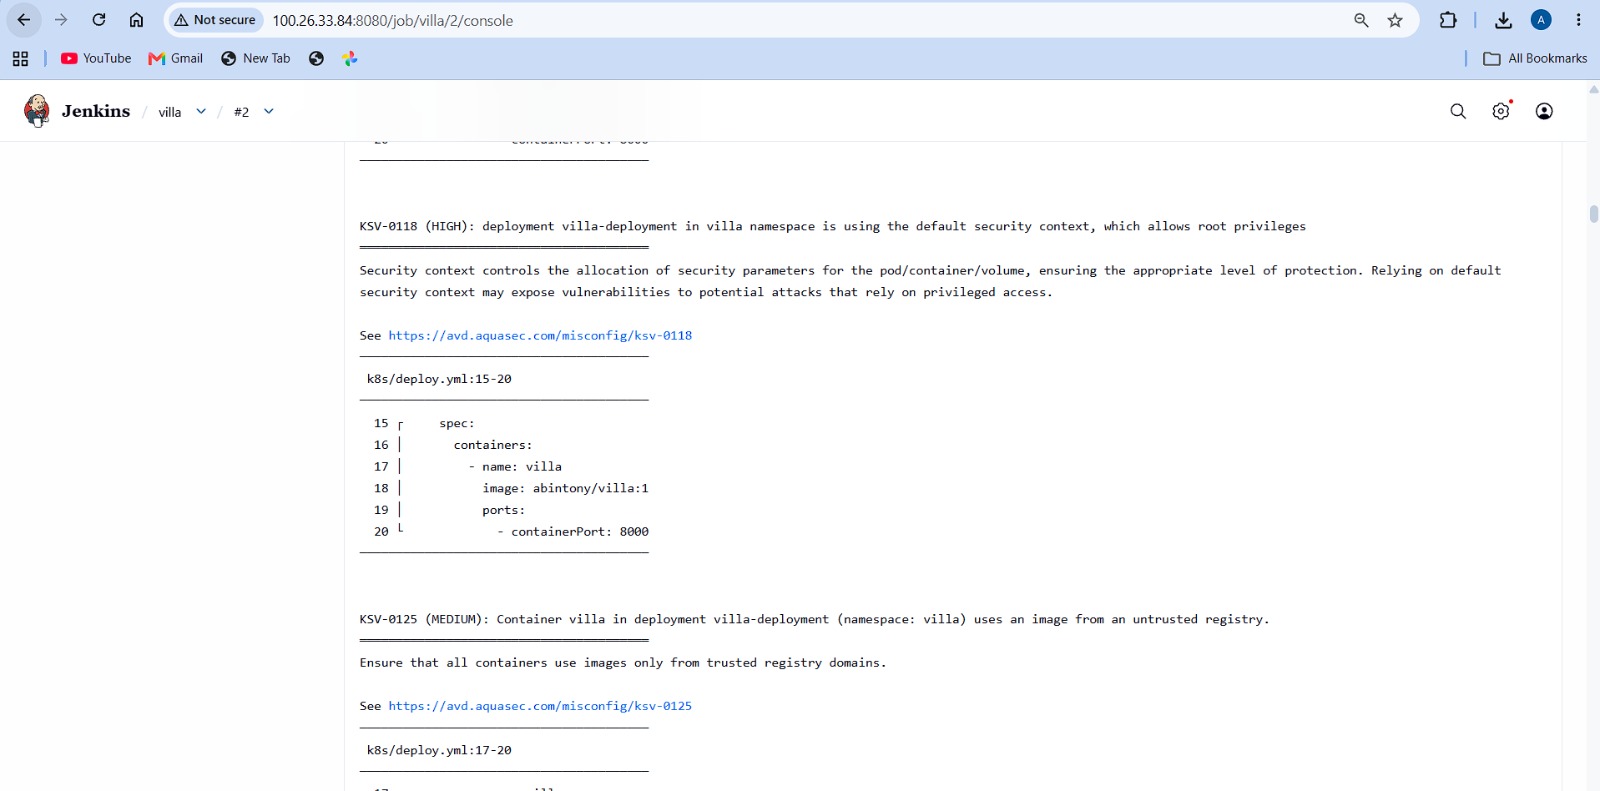 Not secure 100.26.33.84:8080/job/villa/2/console A
YouTube Gmail New Tab All Bookmarks
Jenkins / villa / #2
20 containerPort: 8000
KSV-0118 (HIGH): deployment villa-deployment in villa namespace is using the default security context, which allows root privileges
Security context controls the allocation of security parameters for the pod/container/volume, ensuring the appropriate level of protection. Relying on default
security context may expose vulnerabilities to potential attacks that rely on privileged access.
See https://avd.aquasec.com/misconfig/ksv-0118
k8s/deploy.yml:15-20
15 ┌ spec:
16 │ containers:
17 │ - name: villa
18 │ image: abintony/villa:1
19 │ ports:
20 └ - containerPort: 8000
KSV-0125 (MEDIUM): Container villa in deployment villa-deployment (namespace: villa) uses an image from an untrusted registry.
Ensure that all containers use images only from trusted registry domains.
See https://avd.aquasec.com/misconfig/ksv-0125
k8s/deploy.yml:17-20